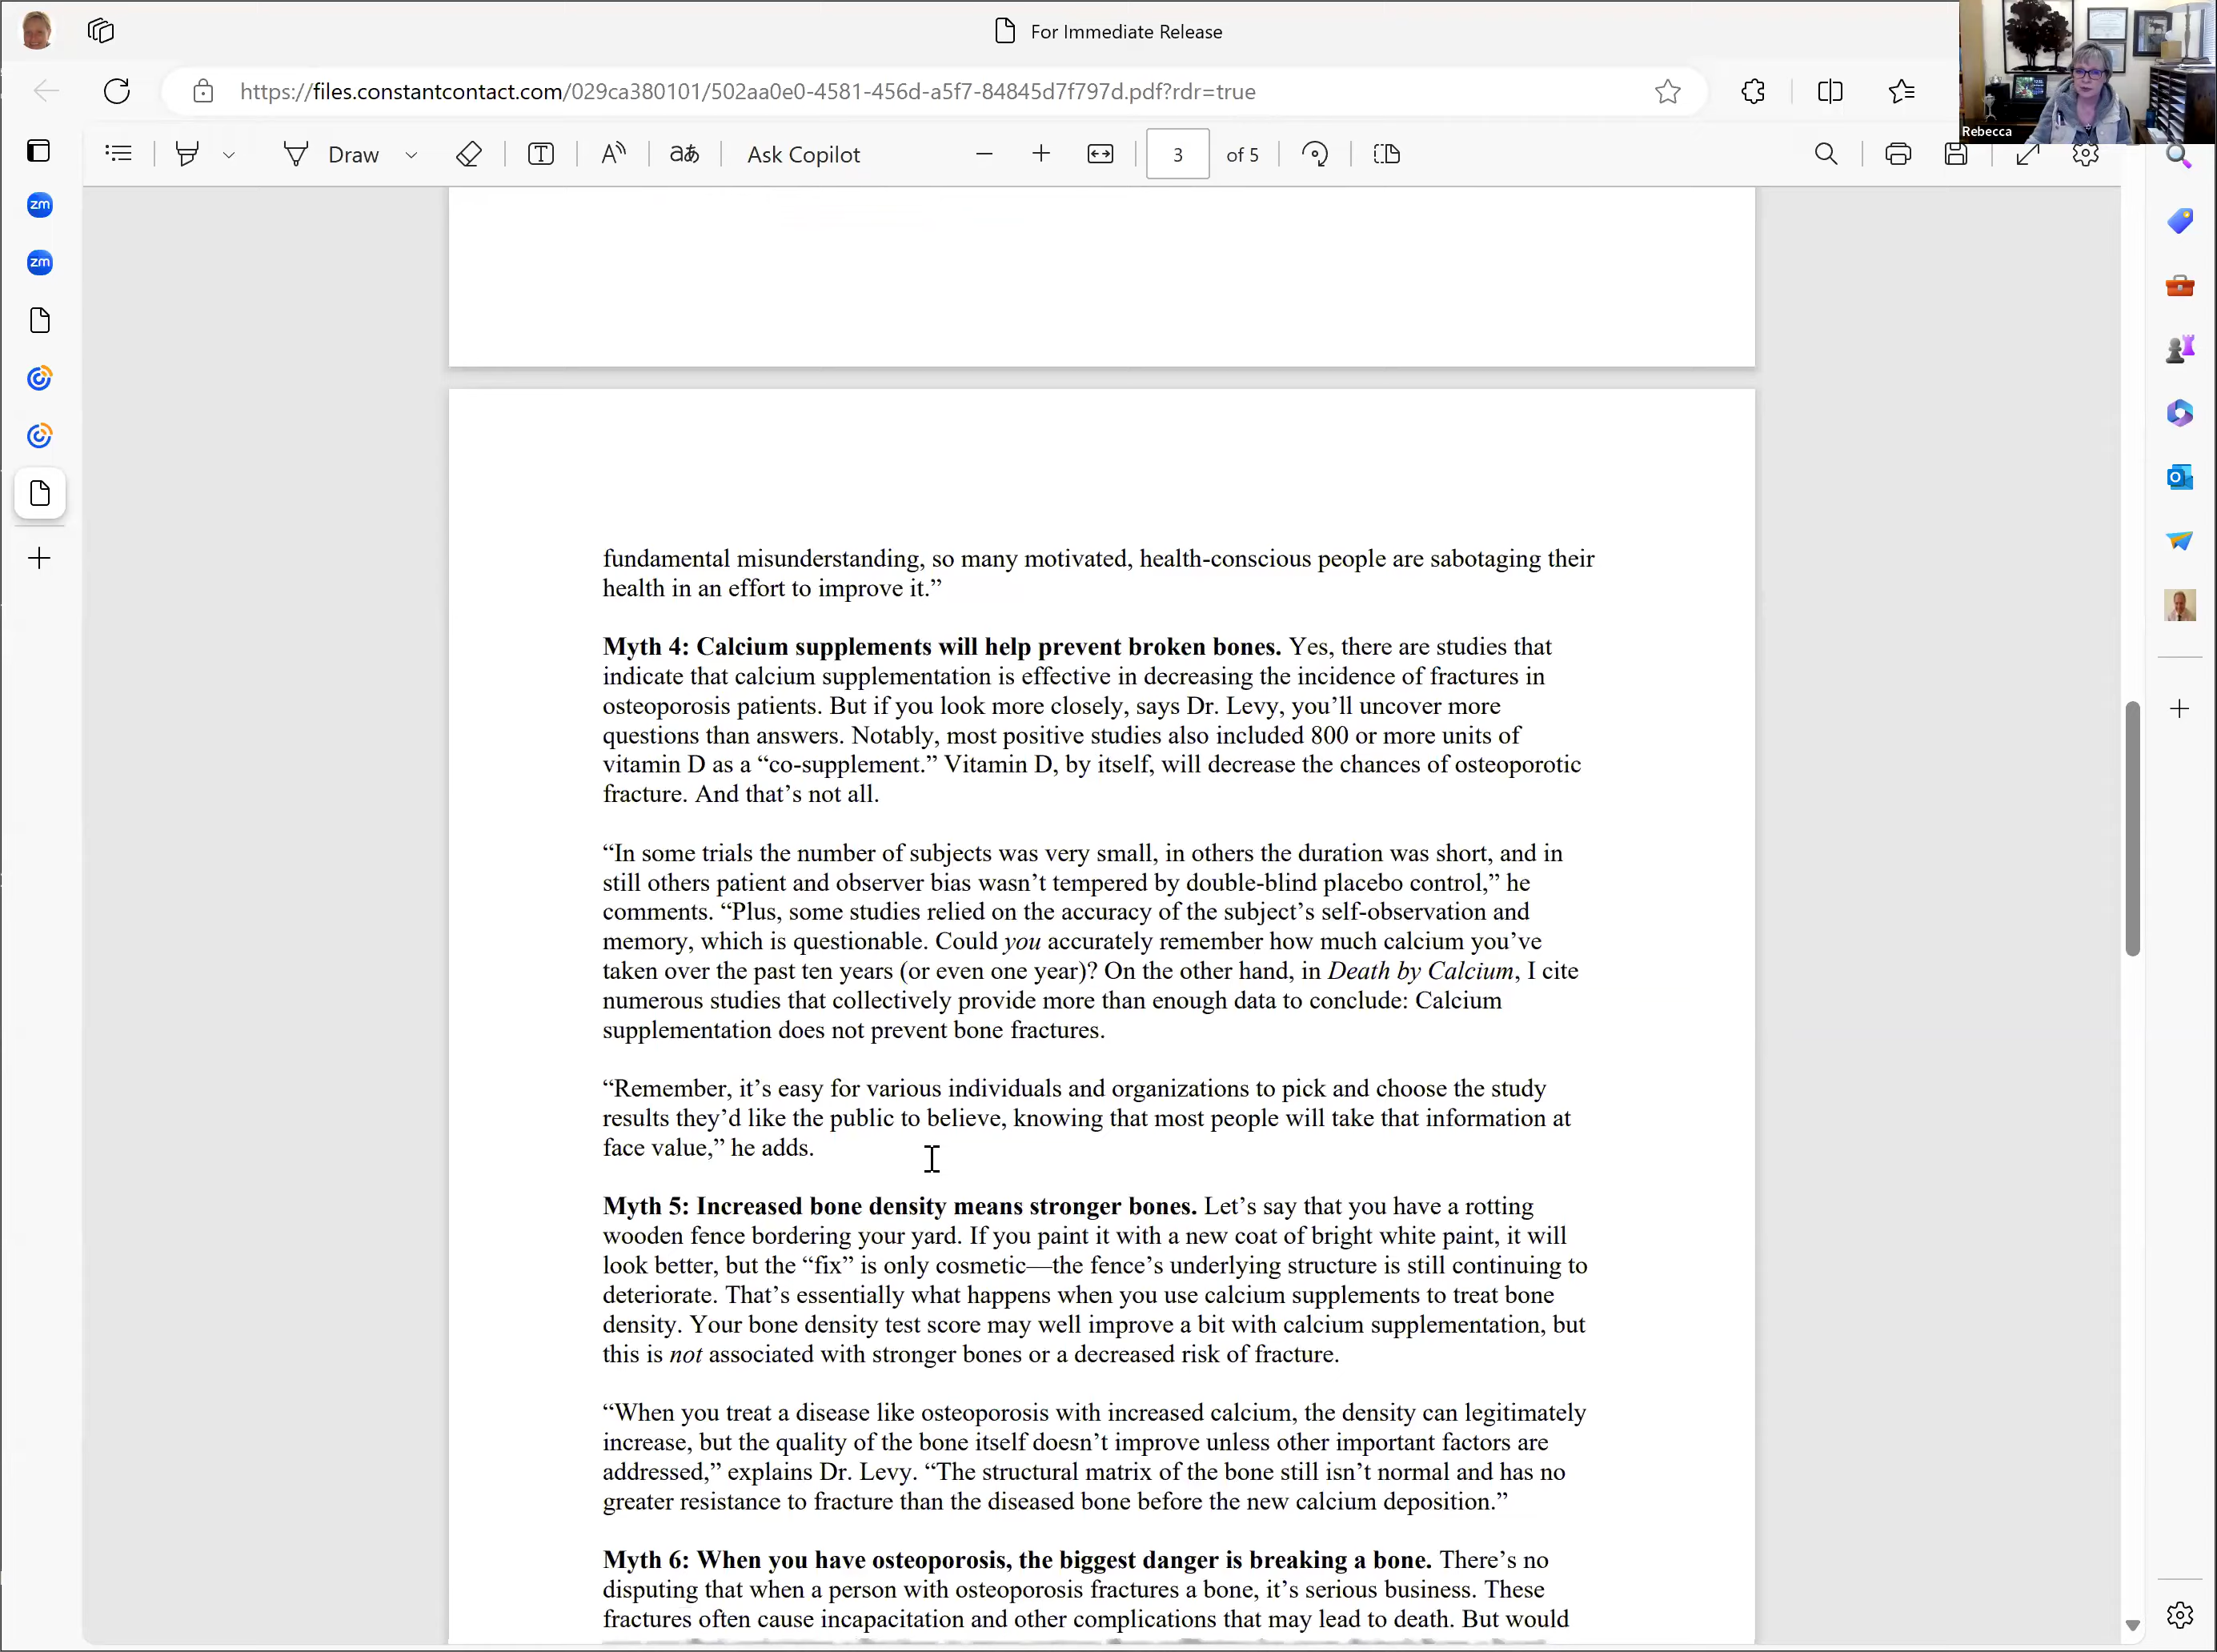 For Immediate Release
https://files.constantcontact.com/029ca380101/502aa0e0-4581-456d-a5f7-84845d7f797d.pdf?rdr=true
Rebecca
Draw
aあ
Ask Copilot
3 of 5
zm
zm
fundamental misunderstanding, so many motivated, health-conscious people are sabotaging their
health in an effort to improve it.”
Myth 4: Calcium supplements will help prevent broken bones. Yes, there are studies that
indicate that calcium supplementation is effective in decreasing the incidence of fractures in
osteoporosis patients. But if you look more closely, says Dr. Levy, you’ll uncover more
questions than answers. Notably, most positive studies also included 800 or more units of
vitamin D as a “co-supplement.” Vitamin D, by itself, will decrease the chances of osteoporotic
fracture. And that’s not all.
“In some trials the number of subjects was very small, in others the duration was short, and in
still others patient and observer bias wasn’t tempered by double-blind placebo control,” he
comments. “Plus, some studies relied on the accuracy of the subject’s self-observation and
memory, which is questionable. Could you accurately remember how much calcium you’ve
taken over the past ten years (or even one year)? On the other hand, in Death by Calcium, I cite
numerous studies that collectively provide more than enough data to conclude: Calcium
supplementation does not prevent bone fractures.
“Remember, it’s easy for various individuals and organizations to pick and choose the study
results they’d like the public to believe, knowing that most people will take that information at
face value,” he adds.
Myth 5: Increased bone density means stronger bones. Let’s say that you have a rotting
wooden fence bordering your yard. If you paint it with a new coat of bright white paint, it will
look better, but the “fix” is only cosmetic—the fence’s underlying structure is still continuing to
deteriorate. That’s essentially what happens when you use calcium supplements to treat bone
density. Your bone density test score may well improve a bit with calcium supplementation, but
this is not associated with stronger bones or a decreased risk of fracture.
“When you treat a disease like osteoporosis with increased calcium, the density can legitimately
increase, but the quality of the bone itself doesn’t improve unless other important factors are
addressed,” explains Dr. Levy. “The structural matrix of the bone still isn’t normal and has no
greater resistance to fracture than the diseased bone before the new calcium deposition.”
Myth 6: When you have osteoporosis, the biggest danger is breaking a bone. There’s no
disputing that when a person with osteoporosis fractures a bone, it’s serious business. These
fractures often cause incapacitation and other complications that may lead to death. But would